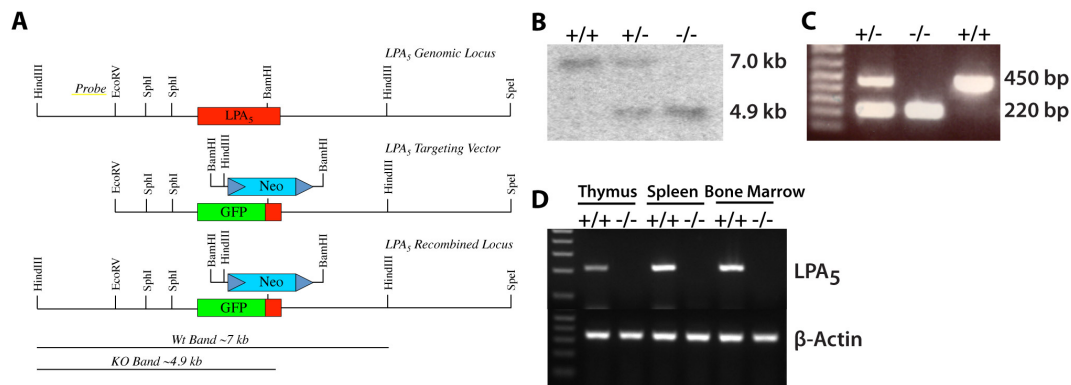 A
LPA5 Genomic Locus
HindIII
Probe
EcoRV
SphI
SphI
BamHI
HindIII
SpeI
LPA5
LPA5 Targeting Vector
EcoRV
SphI
SphI
BamHI
HindIII
BamHI
HindIII
SpeI
Neo
GFP
LPA5 Recombined Locus
HindIII
EcoRV
SphI
SphI
BamHI
HindIII
BamHI
HindIII
SpeI
Neo
GFP
Wt Band ~7 kb
KO Band ~4.9 kb
B
+/+ +/- -/-
7.0 kb
4.9 kb
C
+/- -/- +/+
450 bp
220 bp
D
Thymus Spleen Bone Marrow
+/+ -/- +/+ -/- +/+ -/-
LPA5
β-Actin